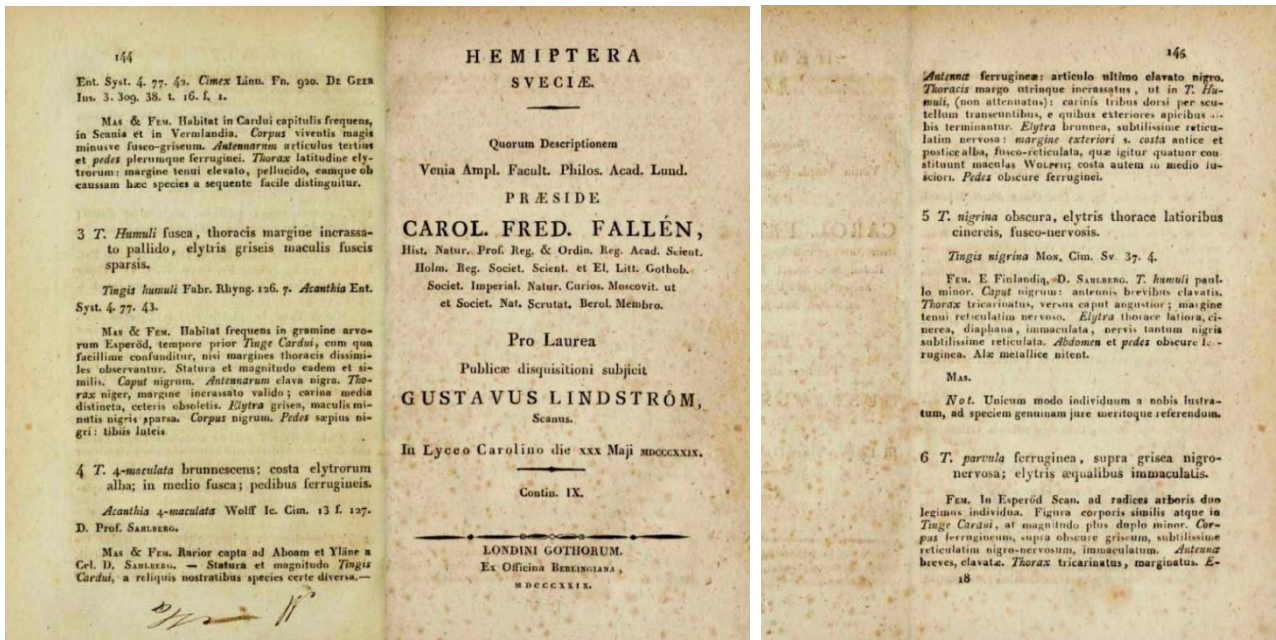 144
Ent. Syst. 4. 77. 42. Cimex Linn. Fn. 920. DE GEER
Ins. 3. 309. 38. t. 16. f. 1.
MAS & FEM. Habitat in Cardui capitulis frequens,
in Scania et in Vermlandia. Corpus viventis magis
minusve fusco-griseum. Antennarum articulus tertius
et pedes plerumque ferruginei. Thorax latitudine ely-
trorum: margine tenui elevato, pellucido, eamque ob
caussam hæc species a sequente facile distinguitur.
3 T. Humuli fusca, thoracis margine incrassa-
to pallido, elytris griseis maculis fuscis
sparsis.
Tingis humuli Fabr. Rhyng. 126. 7. Acanthia Ent.
Syst. 4. 77. 43.
MAS & FEM. Habitat frequens in gramine arvo-
rum Esperöd, tempore prior Tinge Cardui, cum qua
facillime confunditur, nisi margines thoracis dissimi-
les observantur. Statura et magnitudo eadem et si-
milis. Caput nigrum. Antennarum clava nigra. Tho-
rax niger, margine incrassato valido; carina media
distincta, ceteris obsoletis. Elytra grisea, maculis mi-
nutis nigris sparsa. Corpus nigrum. Pedes sæpius ni-
gri: tibiis luteis.
4 T. 4-maculata brunnescens: costa elytrorum
alba; in medio fusca; pedibus ferrugineis.
Acanthia 4-maculata Wolff Ic. Cim. 13 f. 127.
D. Prof. SAHLBERG.
MAS & FEM. Rarior capta ad Aboam et Yläne a
Cel. D. SAHLBERG. — Statura et magnitudo Tingis
Cardui, a reliquis nostratibus species certe diversa.—
HEMIPTERA
SVECIÆ.
Quorum Descriptionem
Venia Ampl. Facult. Philos. Acad. Lund.
PRÆSIDE
CAROL. FRED. FALLÉN,
Hist. Natur. Prof. Reg. & Ordin. Reg. Acad. Scient.
Holm. Reg. Societ. Scient. et El. Litt. Gothob.
Societ. Imperial. Natur. Curios. Moscovit. ut
et Societ. Nat. Scrutat. Berol. Membro.
Pro Laurea
Publicæ disquisitioni subjicit
GUSTAVUS LINDSTRÖM,
Scanus.
In Lyceo Carolino die XXX Maji MDCCCXXIX.
Contin. IX.
LONDINI GOTHORUM.
Ex Officina BERLINGIANA,
MDCCCXXIX.
145
Antennæ ferrugineæ: articulo ultimo clavato nigro.
Thoracis margo utrinque incrassatus, ut in T. Hu-
muli, (non attenuatus): carinis tribus dorsi per scu-
tellum transeuntibus, e quibus exteriores apicibus
bis terminantur. Elytra brunnea, subtilissime reticu-
latim nervosa: margine exteriori s. costa antice et
postice alba, fusco-reticulata, quæ igitur quatuor con
stituunt maculas WOLFFII; costa autem in medio fu-
sciori. Pedes obscure ferruginei.
5 T. nigrina obscura, elytris thorace latioribus
cinereis, fusco-nervosis.
Tingis nigrina MON. Cim. Sv. 37. 4.
FEM. E Finlandia, D. SAHLBERG. T. humuli paul-
lo minor. Caput nigrum: antennis brevibus clavatis.
Thorax tricarinatus, versus caput angustior; margine
tenui reticulatim nervoso. Elytra thorace latiora, ci-
nerea, diaphana, immaculata, nervis tantum nigris
subtilissime reticulata. Abdomen et pedes obscure fe-
ruginea. Alæ metallice nitent.
MAS.
Not. Unicum modo individuum a nobis lustra-
tum, ad speciem genuinam jure meritoque referendum.
6 T. parvula ferruginea, supra grisea nigro-
nervosa; elytris æqualibus immaculatis.
FEM. In Esperöd Scan. ad radices arboris duo
legimus individua. Figura corporis similis atque in
Tinge Cardui, at magnitudo plus duplo minor. Cor-
pus ferrugineum, supra obscure griseum, subtilissime
reticulatim nigro-nervosum, immaculatum. Antennæ
breves, clavatæ. Thorax tricarinatus, marginatus. E-
18